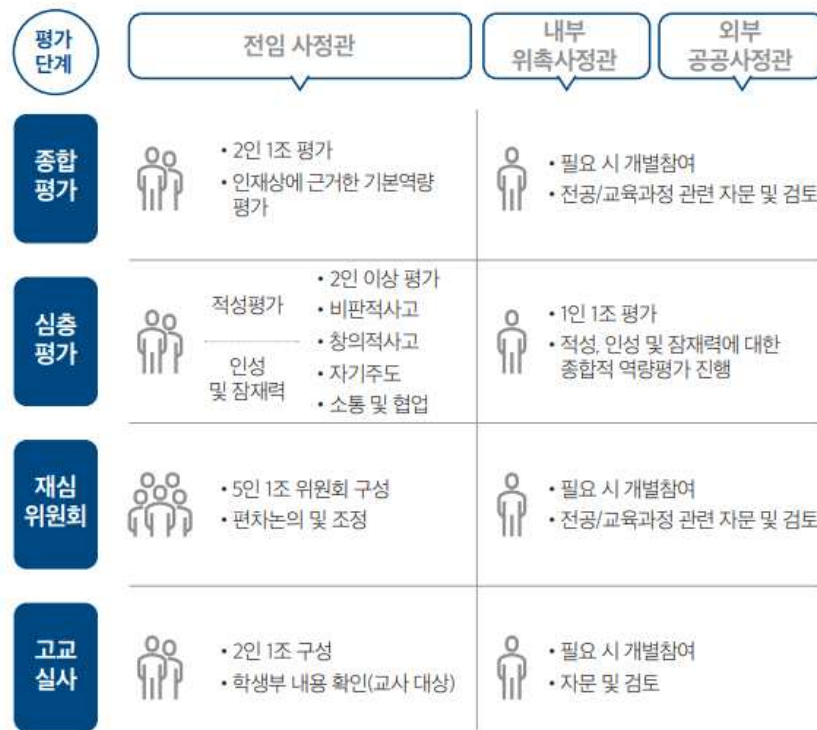 평가
단계
전임 사정관
내부
위촉사정관
외부
공공사정관
종합
평가
• 2인 1조 평가
• 인재상에 근거한 기본역량
평가
• 필요 시 개별참여
• 전공/교육과정 관련 자문 및 검토
심층
평가
적성평가
인성
및 잠재력
• 2인 이상 평가
• 비판적사고
• 창의적사고
• 자기주도
• 소통 및 협업
• 1인 1조 평가
• 적성, 인성 및 잠재력에 대한
종합적 역량평가 진행
재심
위원회
• 5인 1조 위원회 구성
• 편차논의 및 조정
• 필요 시 개별참여
• 전공/교육과정 관련 자문 및 검토
고교
실사
• 2인 1조 구성
• 학생부 내용 확인(교사 대상)
• 필요 시 개별참여
• 자문 및 검토